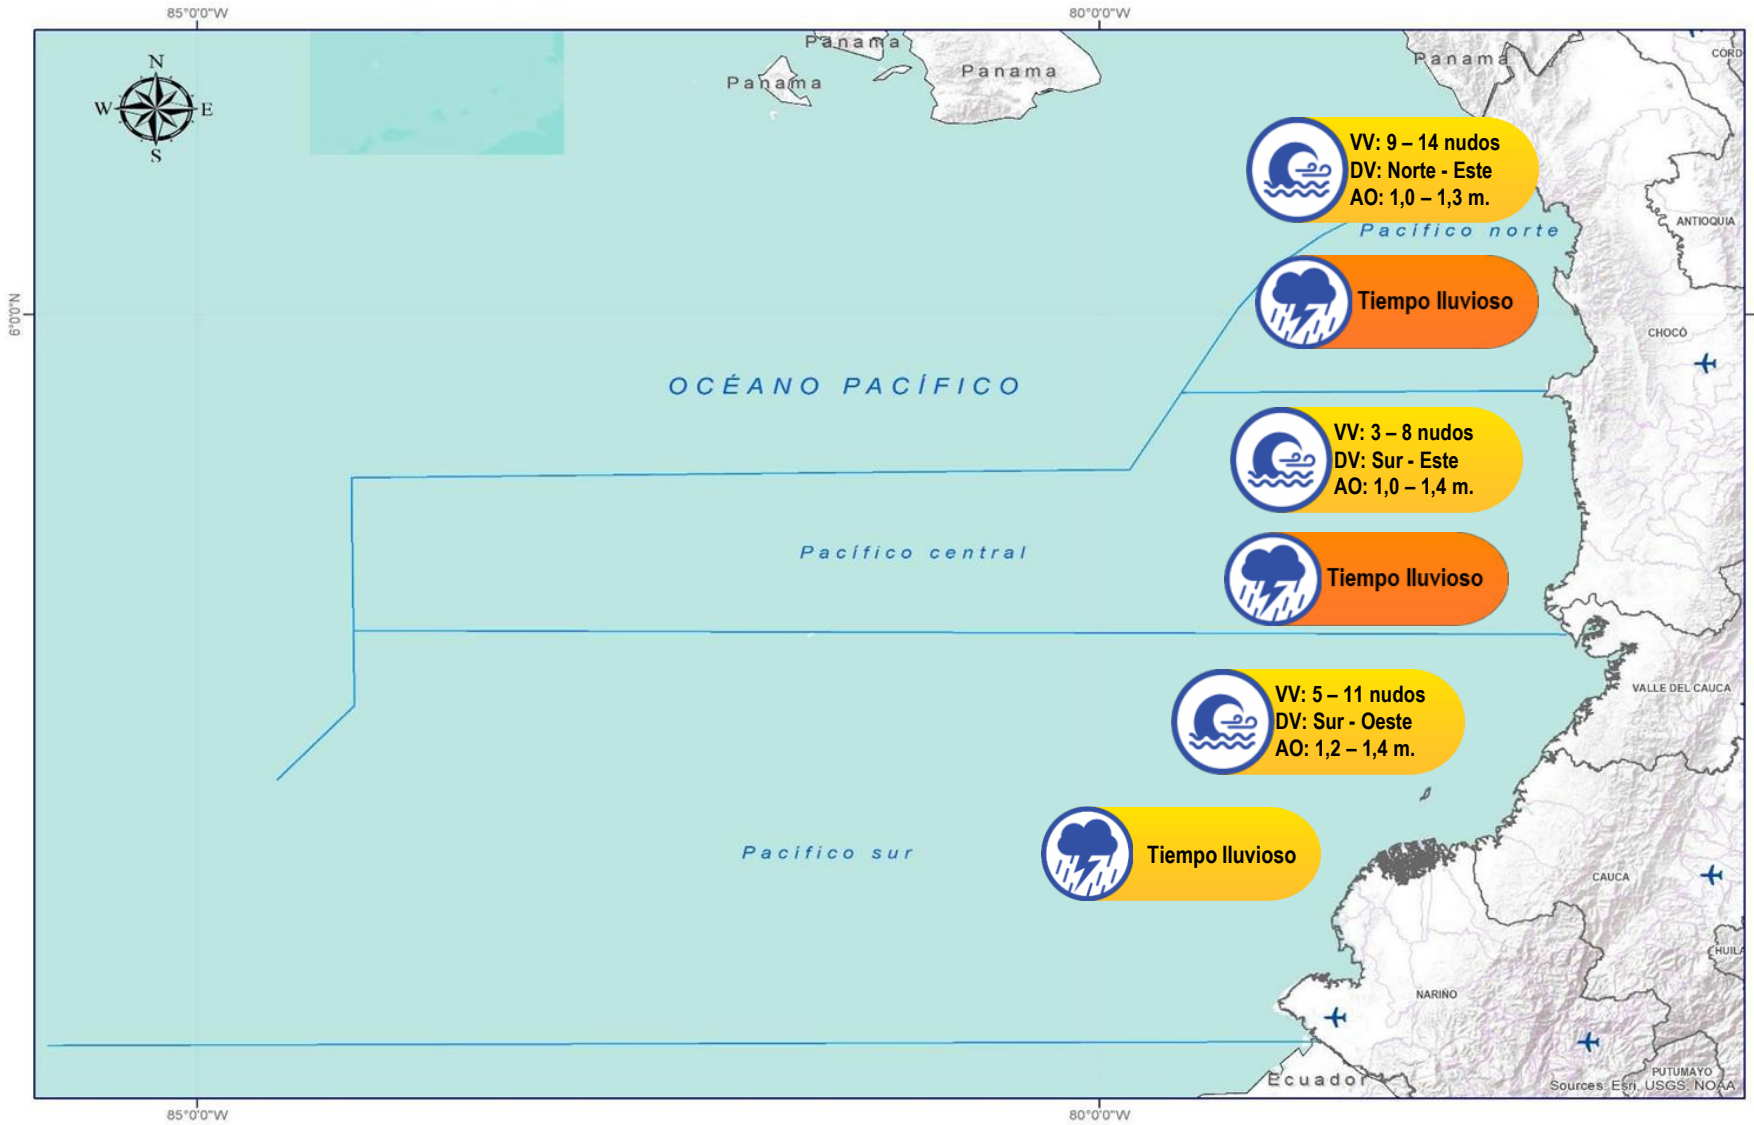 85°0'0"W
80°0'0"W
N
W
E
S
Panama
Panama
Panama
Panamá
CÓRD
VV: 9 – 14 nudos
DV: Norte - Este
AO: 1,0 – 1,3 m.
Pacífico norte
ANTIOQUIA
6°0'0"N
Tiempo lluvioso
CHOCÓ
OCÉANO PACÍFICO
VV: 3 – 8 nudos
DV: Sur - Este
AO: 1,0 – 1,4 m.
Pacífico central
Tiempo lluvioso
VALLE DEL CAUCA
VV: 5 – 11 nudos
DV: Sur - Oeste
AO: 1,2 – 1,4 m.
Pacífico sur
Tiempo lluvioso
CAUCA
HUILA
NARIÑO
Ecuador
PUTUMAYO
Sources: Esri, USGS, NOAA
85°0'0"W
80°0'0"W